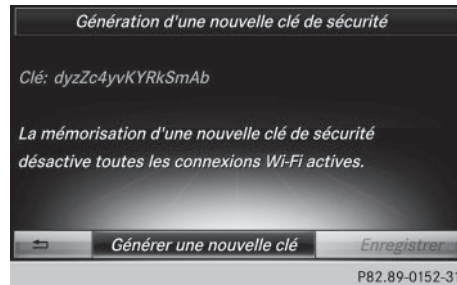 Génération d'une nouvelle clé de sécurité
Clé: dyzZc4yvKYRkSmAb
La mémorisation d'une nouvelle clé de sécurité
désactive toutes les connexions Wi-Fi actives.
Générer une nouvelle clé
Enregistrer
P82.89-0152-31